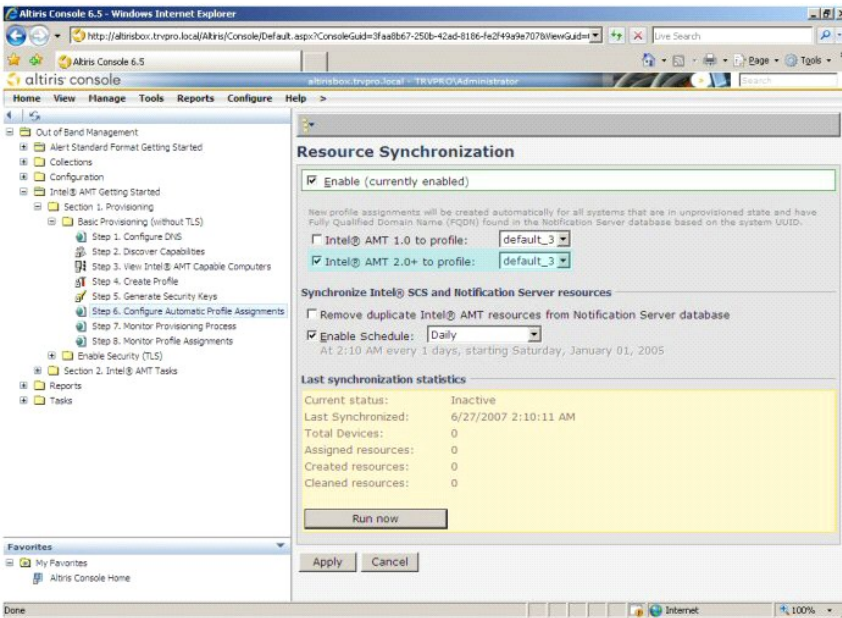 Altiris Console 6.5 - Windows Internet Explorer
http://altirisbox.trvpro.local/Altiris/Console/Default.aspx?ConsoleGuid=3faa8b67-250b-42ad-8186-fe2f49a9e707&ViewGuid=
Live Search
Altiris Console 6.5
Page
Tools
altiris console
altirisbox.trvpro.local - TRVPRO\Administrator
Search
Home View Manage Tools Reports Configure Help >
Out of Band Management
Alert Standard Format Getting Started
Collections
Configuration
Intel® AMT Getting Started
Section 1. Provisioning
Basic Provisioning (without TLS)
Step 1. Configure DNS
Step 2. Discover Capabilities
Step 3. View Intel® AMT Capable Computers
Step 4. Create Profile
Step 5. Generate Security Keys
Step 6. Configure Automatic Profile Assignments
Step 7. Monitor Provisioning Process
Step 8. Monitor Profile Assignments
Enable Security (TLS)
Section 2. Intel® AMT Tasks
Reports
Tasks
Favorites
My Favorites
Altiris Console Home
Resource Synchronization
Enable (currently enabled)
New profile assignments will be created automatically for all systems that are in unprovisioned state and have
Fully Qualified Domain Name (FQDN) found in the Notification Server database based on the system UUID.
Intel® AMT 1.0 to profile: default_3
Intel® AMT 2.0+ to profile: default_3
Synchronize Intel® SCS and Notification Server resources
Remove duplicate Intel® AMT resources from Notification Server database
Enable Schedule: Daily
At 2:10 AM every 1 days, starting Saturday, January 01, 2005
Last synchronization statistics
Current status: Inactive
Last Synchronized: 6/27/2007 2:10:11 AM
Total Devices: 0
Assigned resources: 0
Created resources: 0
Cleaned resources: 0
Run now
Apply Cancel
Done
Internet
100%